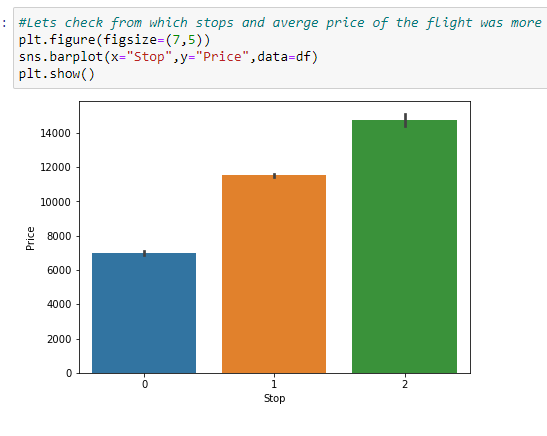 :
#Lets check from which stops and averge price of the flight was more
plt.figure(figsize=(7,5))
sns.barplot(x="Stop",y="Price",data=df)
plt.show()
14000
12000
10000
8000
6000
4000
2000
0
Price
0 1 2
Stop